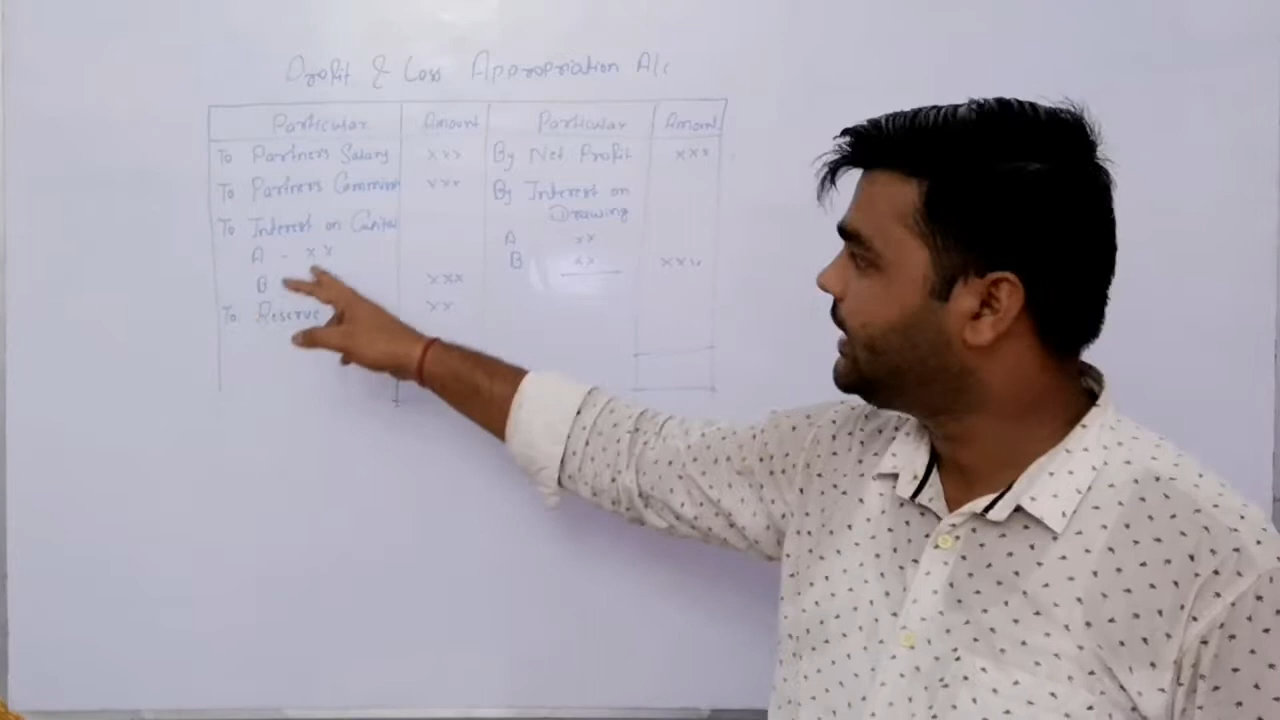 Profit & Loss Appropriation A/c
Particular Amount Particular Amount
To Partners Salary xxx By Net Profit xxx
To Partners xxx By Interest on
Drawing
To Interest on Capital
A - xx A xx
B xxx B xx xxx
To Reserve xx